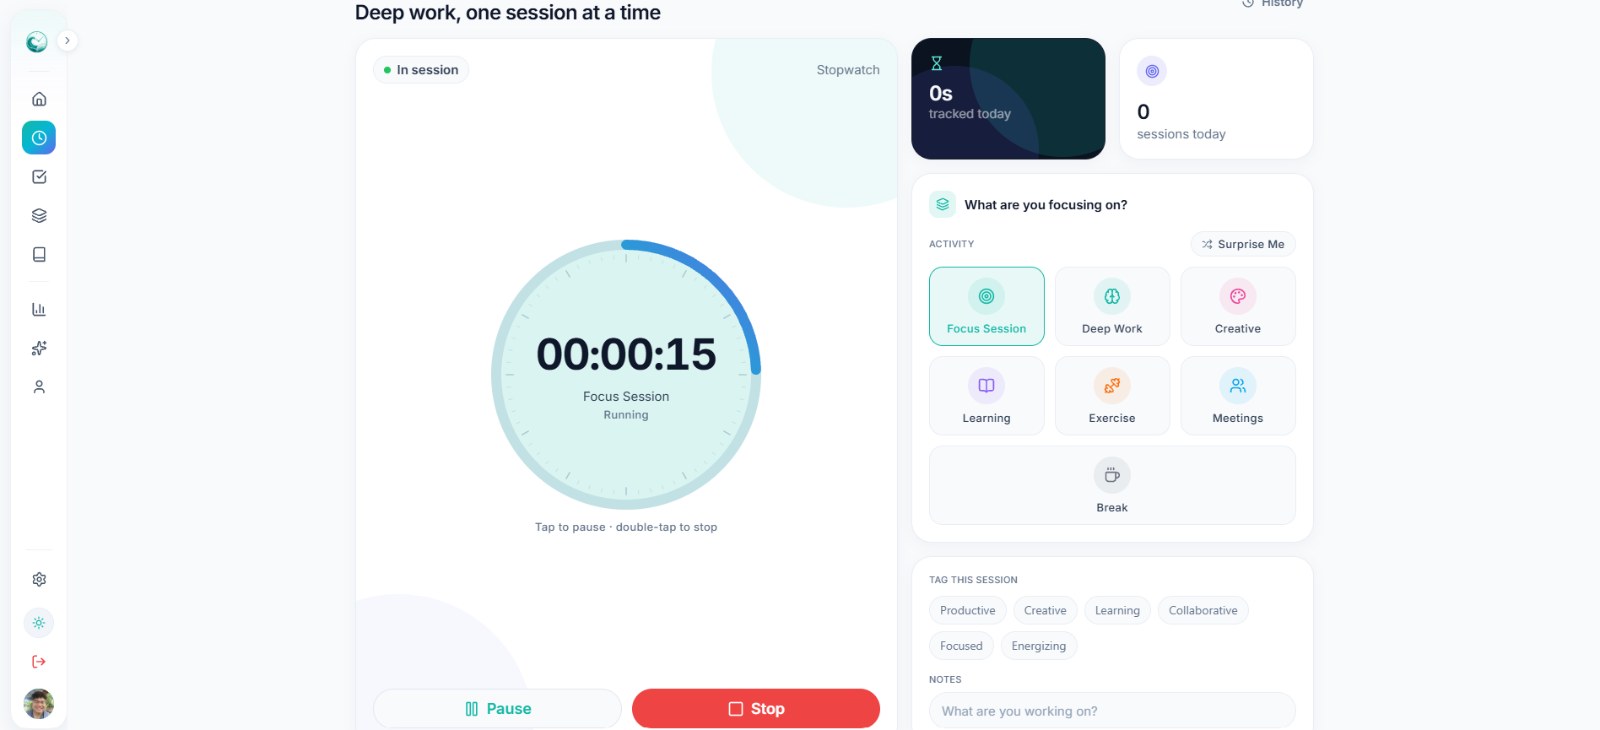 Deep work, one session at a time
History
In session
Stopwatch
00:00:15
Focus Session
Running
Tap to pause · double-tap to stop
Pause
Stop
0s
tracked today
0
sessions today
What are you focusing on?
ACTIVITY
Surprise Me
Focus Session
Deep Work
Creative
Learning
Exercise
Meetings
Break
TAG THIS SESSION
Productive
Creative
Learning
Collaborative
Focused
Energizing
NOTES
What are you working on?